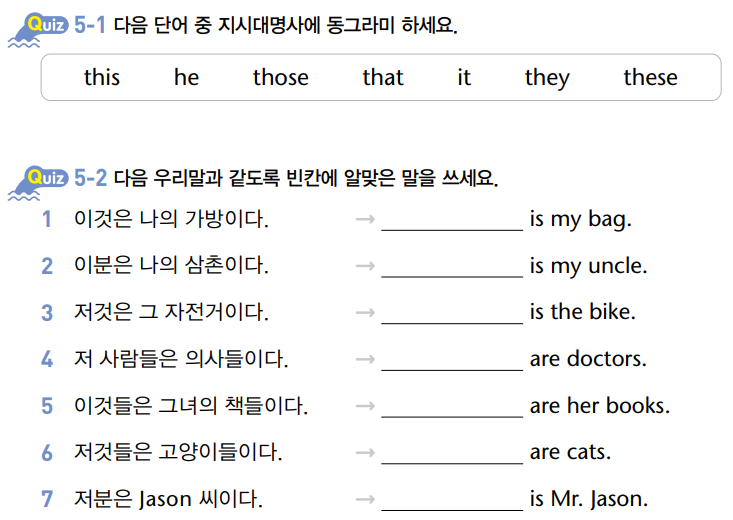 Quiz 5-1 다음 단어 중 지시대명사에 동그라미 하세요.
this he those that it they these
Quiz 5-2 다음 우리말과 같도록 빈칸에 알맞은 말을 쓰세요.
1 이것은 나의 가방이다. → __________ is my bag.
2 이분은 나의 삼촌이다. → __________ is my uncle.
3 저것은 그 자전거이다. → __________ is the bike.
4 저 사람들은 의사들이다. → __________ are doctors.
5 이것들은 그녀의 책들이다. → __________ are her books.
6 저것들은 고양이들이다. → __________ are cats.
7 저분은 Jason 씨이다. → __________ is Mr. Jason.